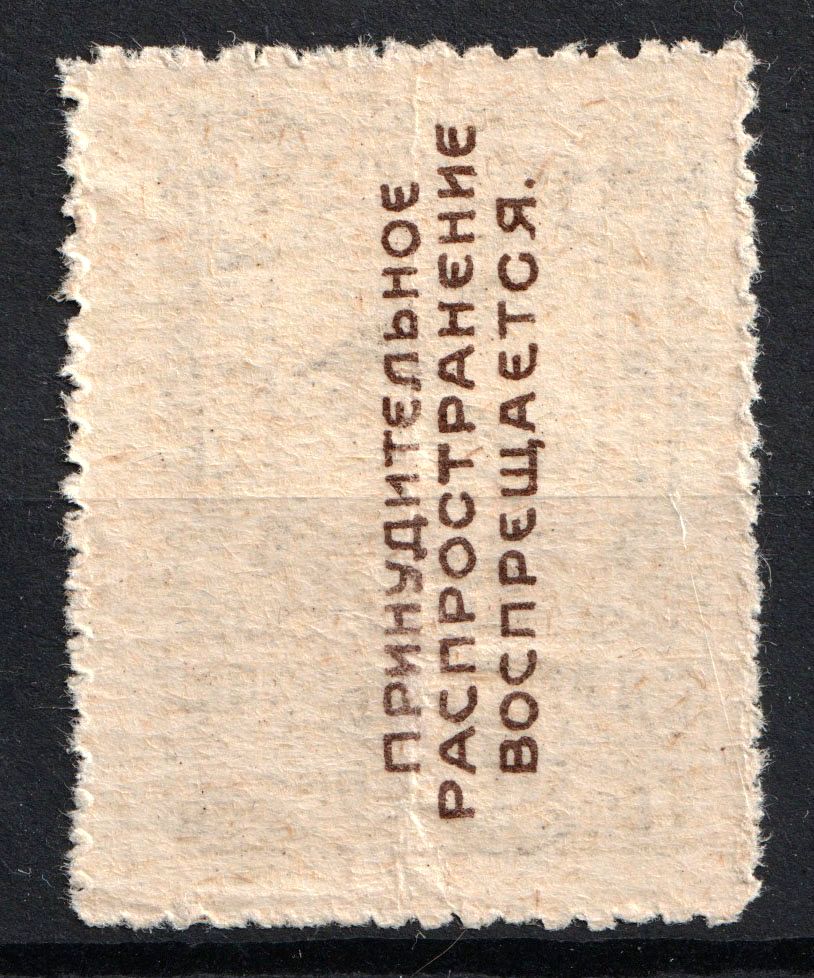 ПРИНУДИТЕЛЬНОЕ
РАСПРОСТРАНЕНИЕ
ВОСПРЕЩАЕТСЯ.